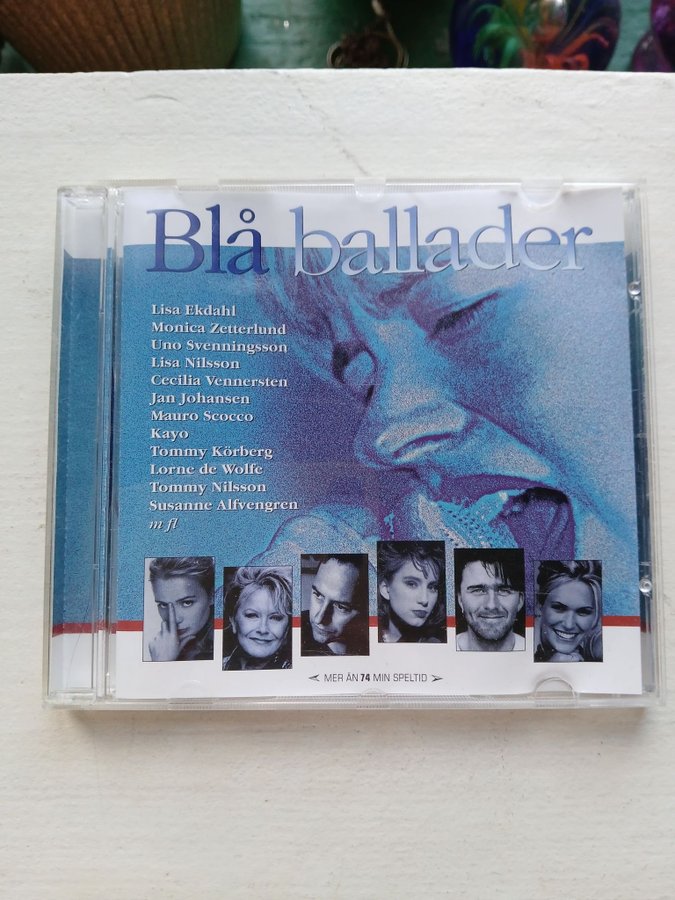 Blå ballader
Lisa Ekdahl
Monica Zetterlund
Uno Svenningsson
Lisa Nilsson
Cecilia Vennersten
Jan Johansen
Mauro Scocco
Kayo
Tommy Körberg
Lorne de Wolfe
Tommy Nilsson
Susanne Alfvengren
m fl
MER ÄN 74 MIN SPELTID